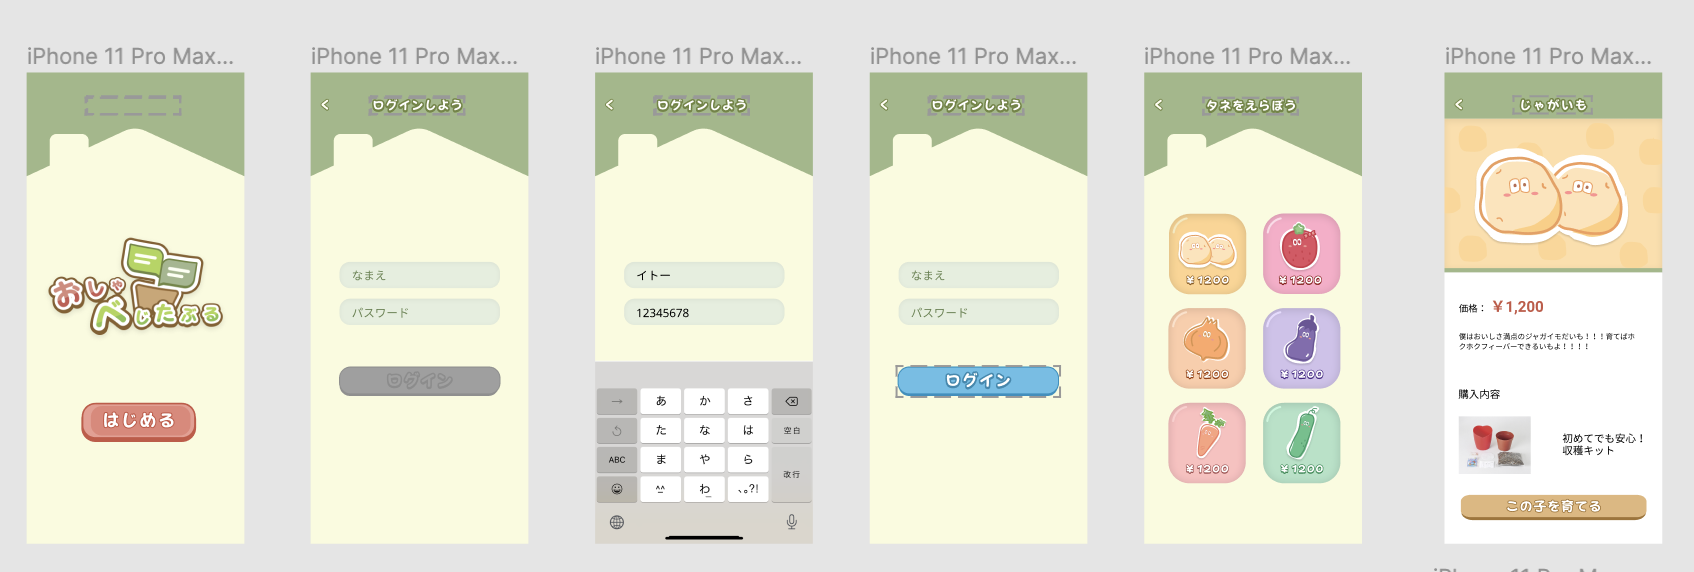 iPhone 11 Pro Max...
おしゃ
べじたぶる
はじめる
iPhone 11 Pro Max...
<
ログインしよう
なまえ
パスワード
ログイン
iPhone 11 Pro Max...
<
ログインしよう
イトー
12345678
→ あ か さ
た な は 空白
ABC ま や ら 改行
^^ わ 、。?!
iPhone 11 Pro Max...
<
ログインしよう
なまえ
パスワード
ログイン
iPhone 11 Pro Max...
<
タネをえらぼう
¥1200 ¥1200
¥1200 ¥1200
¥1200 ¥1200
iPhone 11 Pro Max...
<
じゃがいも
価格： ¥1,200
僕はおいしさ満点のジャガイモだいも！！！育てばホ
クホクフィーバーできるいもよ！！！！
購入内容
初めてでも安心！
収穫キット
この子を育てる